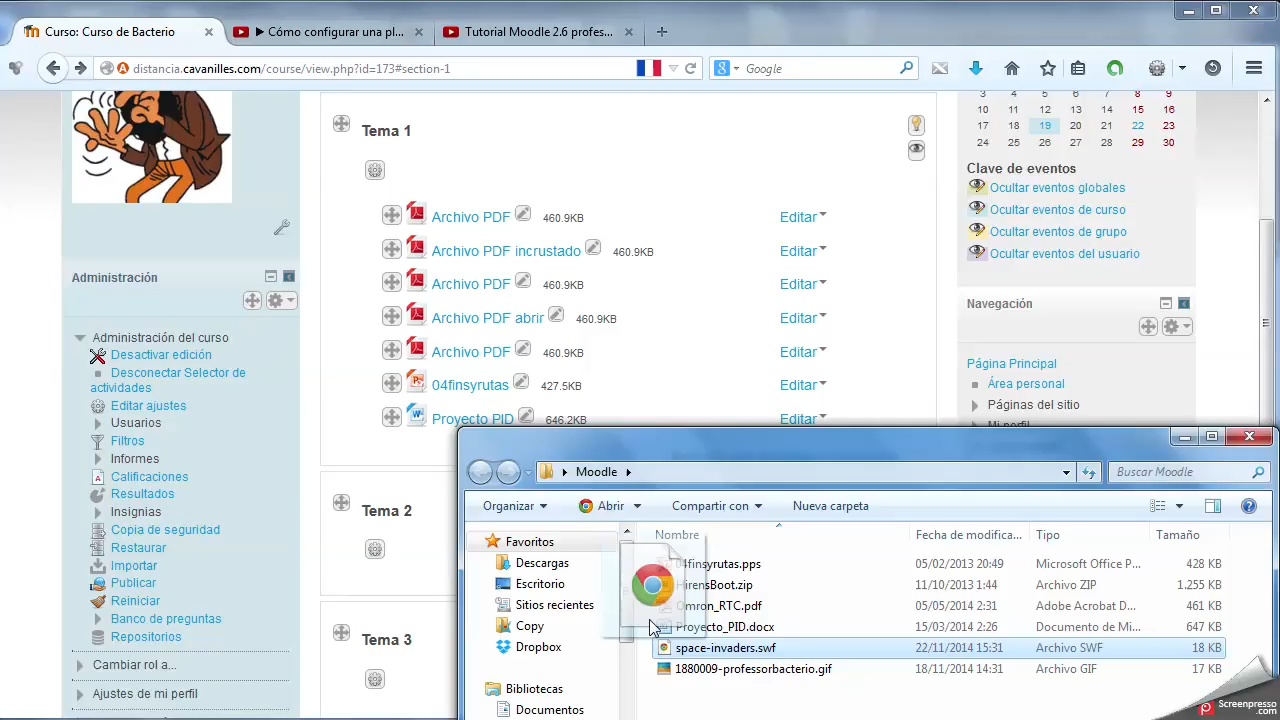 Curso: Curso de Bacterio
▶ Cómo configurar una pl...
Tutorial Moodle 2.6 profes...
distancia.cavanilles.com/course/view.php?id=173#section-1
Google
Tema 1
Archivo PDF 460.9KB Editar
Archivo PDF incrustado 460.9KB Editar
Archivo PDF 460.9KB Editar
Archivo PDF abrir 460.9KB Editar
Archivo PDF 460.9KB Editar
04finsyrutas 427.5KB Editar
Proyecto PID 646.2KB Editar
Tema 2
Tema 3
Administración
Administración del curso
Desactivar edición
Desconectar Selector de
actividades
Editar ajustes
Usuarios
Filtros
Informes
Calificaciones
Resultados
Insignias
Copia de seguridad
Restaurar
Importar
Publicar
Reiniciar
Banco de preguntas
Repositorios
Cambiar rol a...
Ajustes de mi perfil
3 4 5 6 7 8 9
10 11 12 13 14 15 16
17 18 19 20 21 22 23
24 25 26 27 28 29 30
Clave de eventos
Ocultar eventos globales
Ocultar eventos de curso
Ocultar eventos de grupo
Ocultar eventos del usuario
Navegación
Página Principal
Área personal
Páginas del sitio
Mi perfil
Moodle
Buscar Moodle
Organizar Abrir Compartir con Nueva carpeta
Favoritos
Descargas
Escritorio
Sitios recientes
Copy
Dropbox
Bibliotecas
Documentos
Nombre Fecha de modifica... Tipo Tamaño
04finsyrutas.pps 05/02/2013 20:49 Microsoft Office P... 428 KB
HirensBoot.zip 11/10/2013 1:44 Archivo ZIP 1.255 KB
Omron_RTC.pdf 05/05/2014 2:31 Adobe Acrobat D... 461 KB
Proyecto_PID.docx 15/03/2014 2:26 Documento de Mi... 647 KB
space-invaders.swf 22/11/2014 15:31 Archivo SWF 18 KB
1880009-professorbacterio.gif 18/11/2014 14:31 Archivo GIF 17 KB
Screenpresso
.com